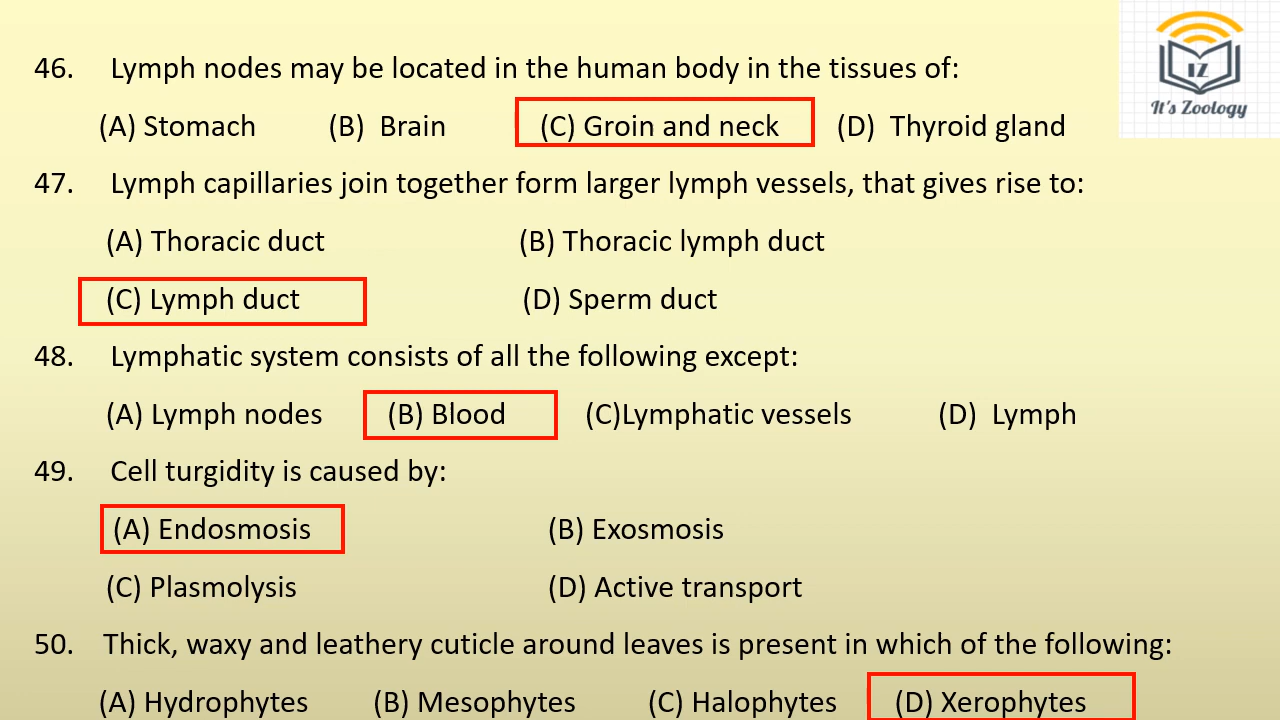 46. Lymph nodes may be located in the human body in the tissues of:
(A) Stomach (B) Brain (C) Groin and neck (D) Thyroid gland
IZ
It's Zoology
47. Lymph capillaries join together form larger lymph vessels, that gives rise to:
(A) Thoracic duct (B) Thoracic lymph duct
(C) Lymph duct (D) Sperm duct
48. Lymphatic system consists of all the following except:
(A) Lymph nodes (B) Blood (C)Lymphatic vessels (D) Lymph
49. Cell turgidity is caused by:
(A) Endosmosis (B) Exosmosis
(C) Plasmolysis (D) Active transport
50. Thick, waxy and leathery cuticle around leaves is present in which of the following:
(A) Hydrophytes (B) Mesophytes (C) Halophytes (D) Xerophytes